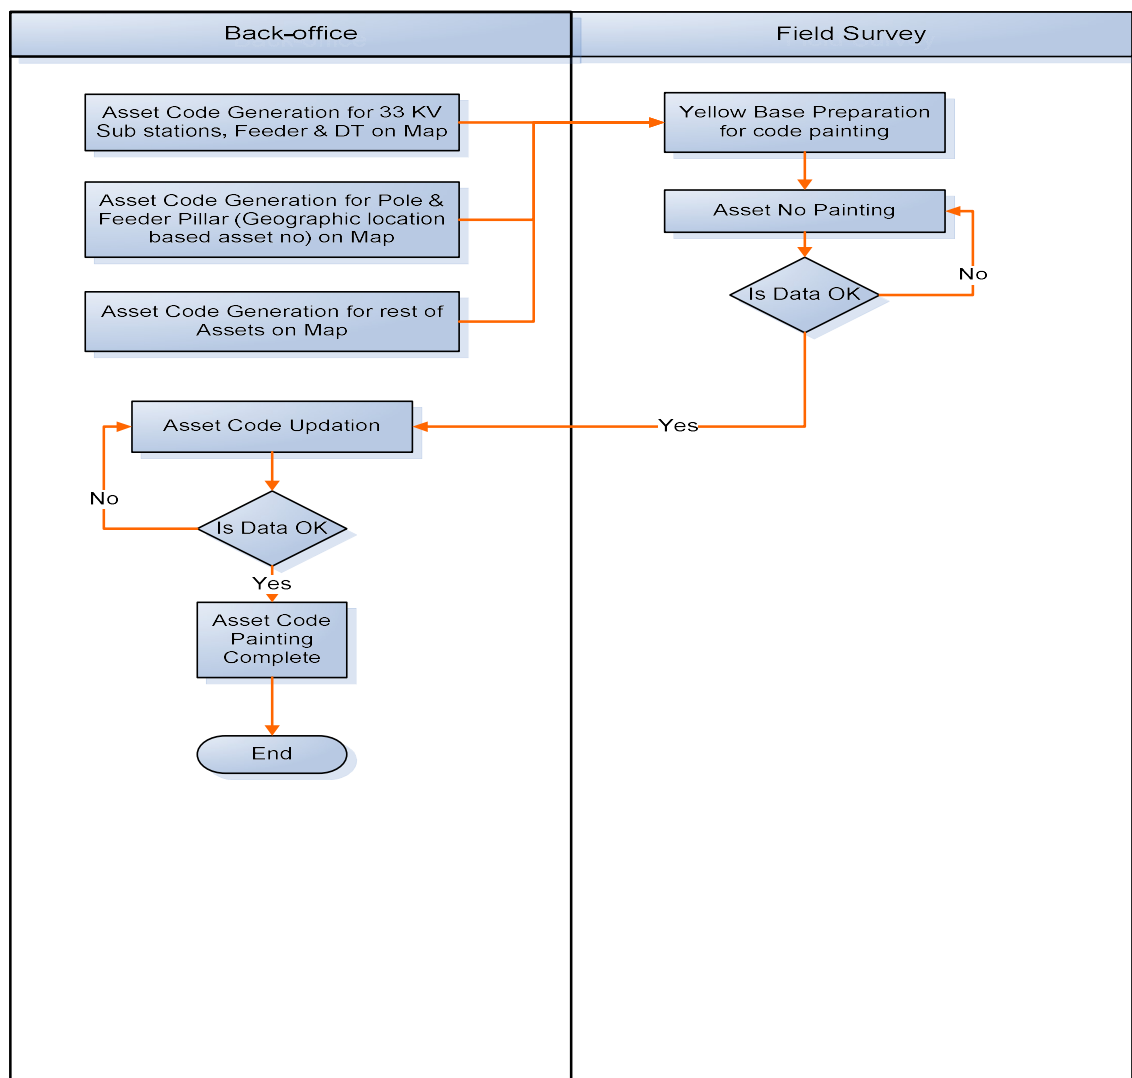 Back-office
Field Survey
Asset Code Generation for 33 KV
Sub stations, Feeder & DT on Map
Yellow Base Preparation
for code painting
Asset Code Generation for Pole &
Feeder Pillar (Geographic location
based asset no) on Map
Asset No Painting
No
Is Data OK
Asset Code Generation for rest of
Assets on Map
Asset Code Updation
Yes
No
Is Data OK
Yes
Asset Code
Painting
Complete
End